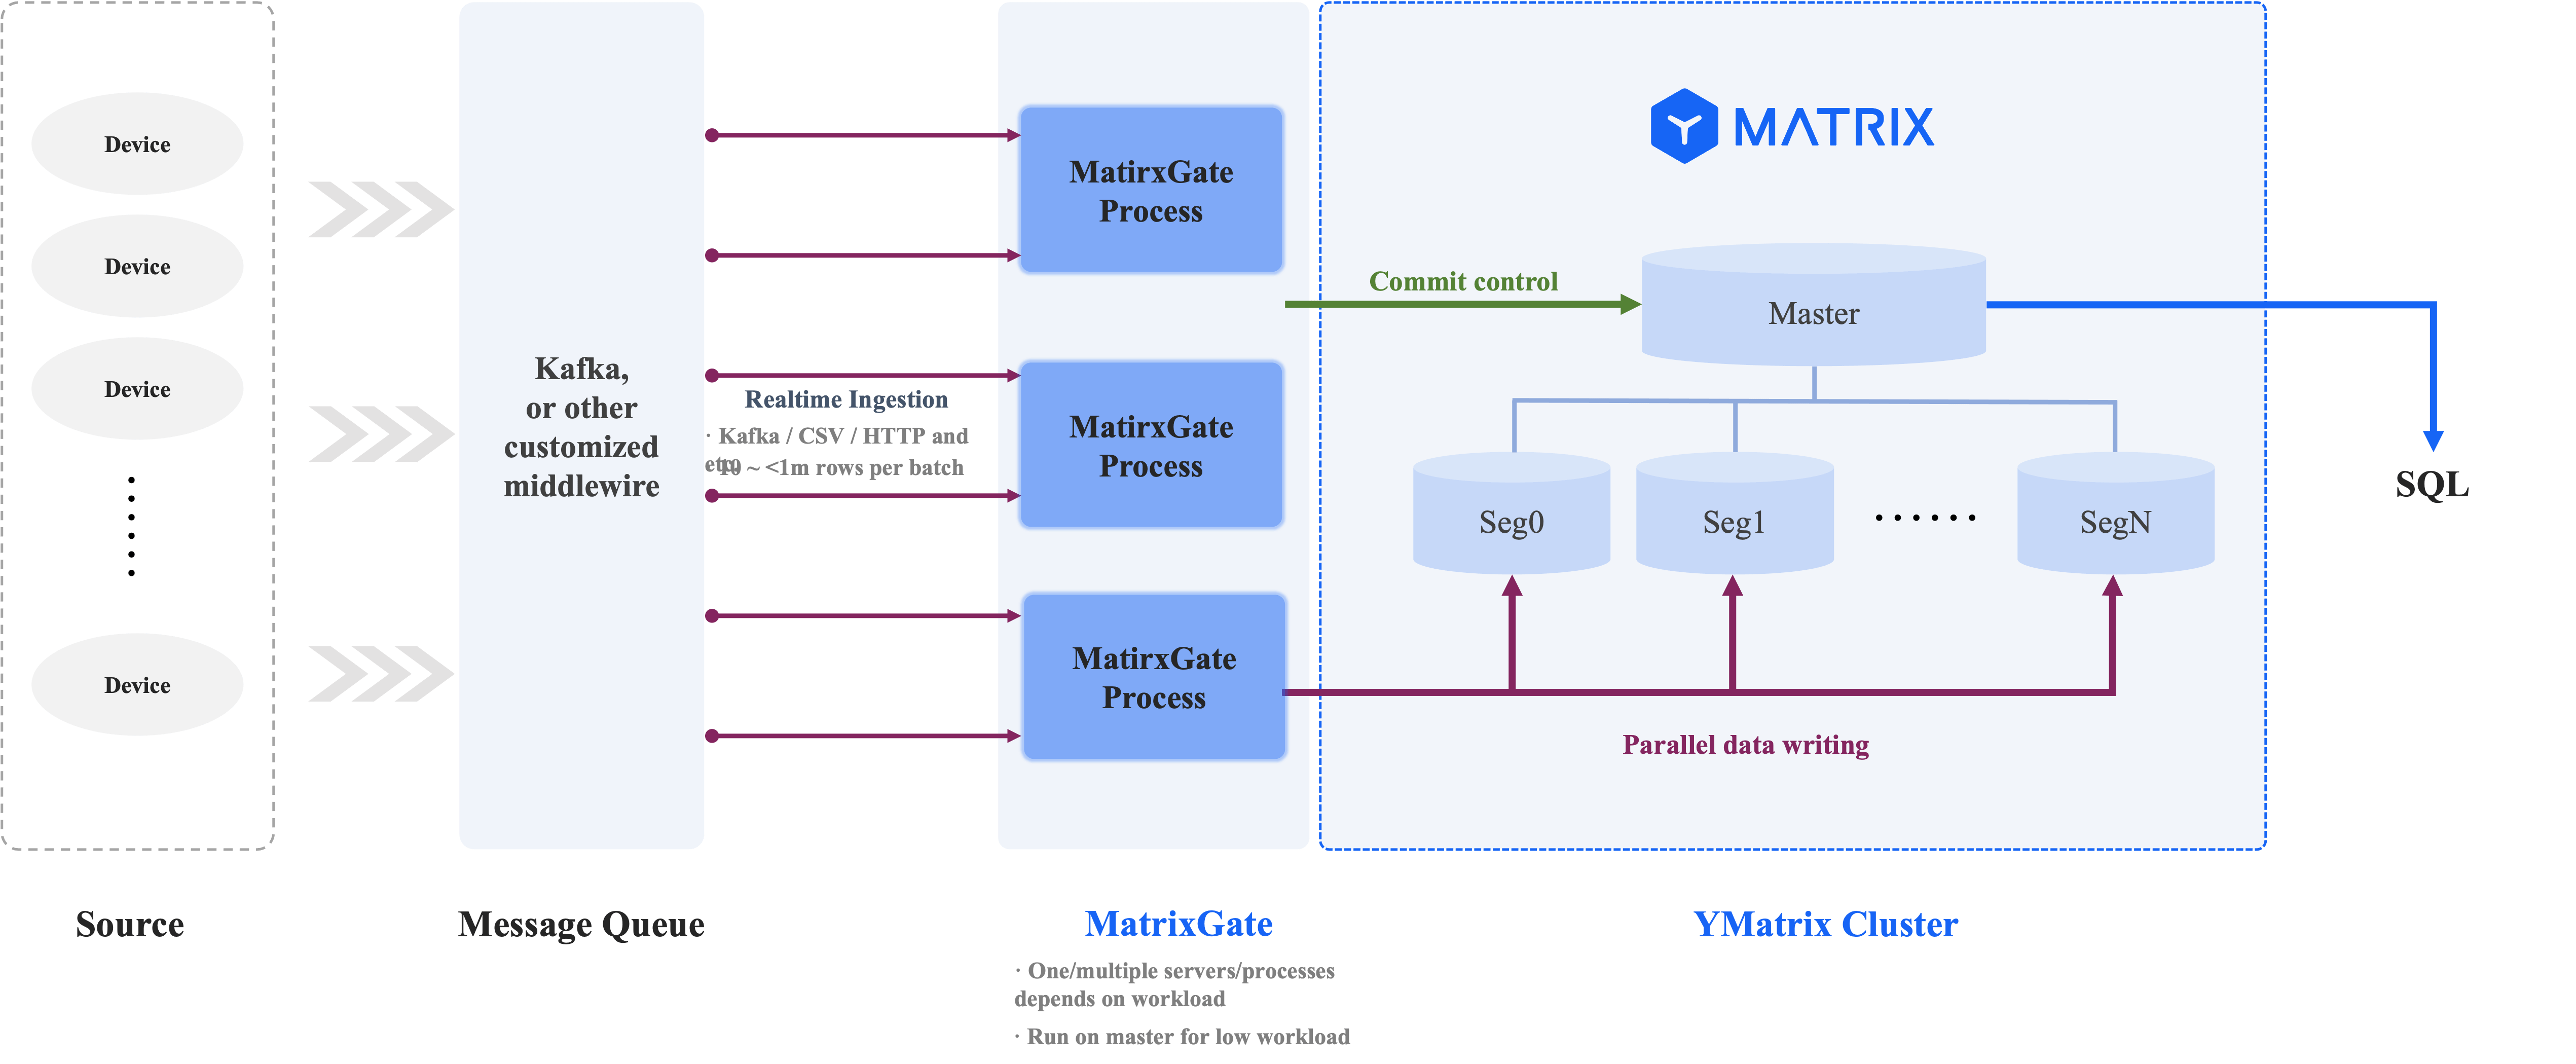 Device
Device
Device
Device
Source
Kafka,
or other
customized
middlewire
Message Queue
Realtime Ingestion
· Kafka / CSV / HTTP and
etc.
10 ~ <1m rows per batch
MatirxGate
Process
MatirxGate
Process
MatirxGate
Process
MatrixGate
· One/multiple servers/processes
depends on workload
· Run on master for low workload
MATRIX
Commit control
Master
Seg0
Seg1
SegN
Parallel data writing
YMatrix Cluster
SQL